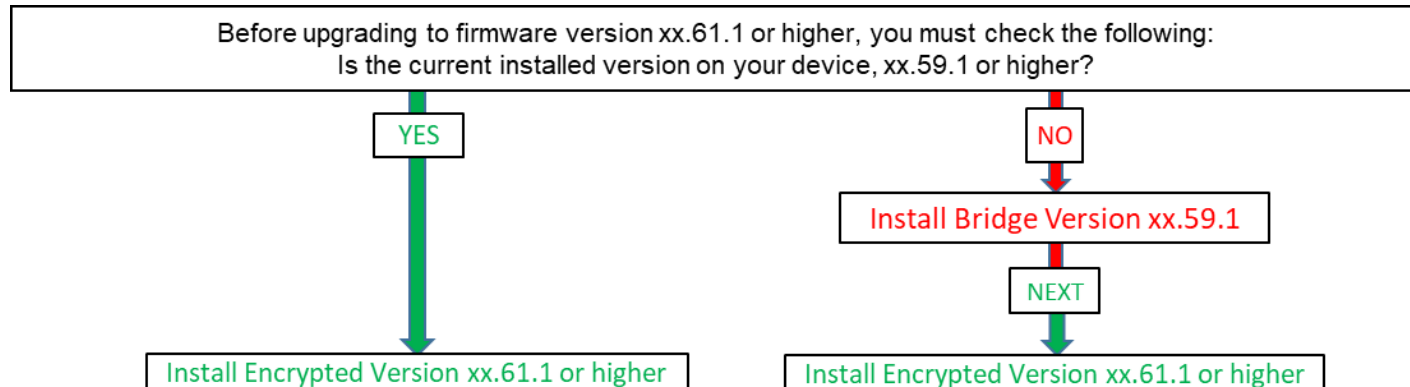 Before upgrading to firmware version xx.61.1 or higher, you must check the following:
Is the current installed version on your device, xx.59.1 or higher?
YES
NO
Install Bridge Version xx.59.1
NEXT
Install Encrypted Version xx.61.1 or higher
Install Encrypted Version xx.61.1 or higher